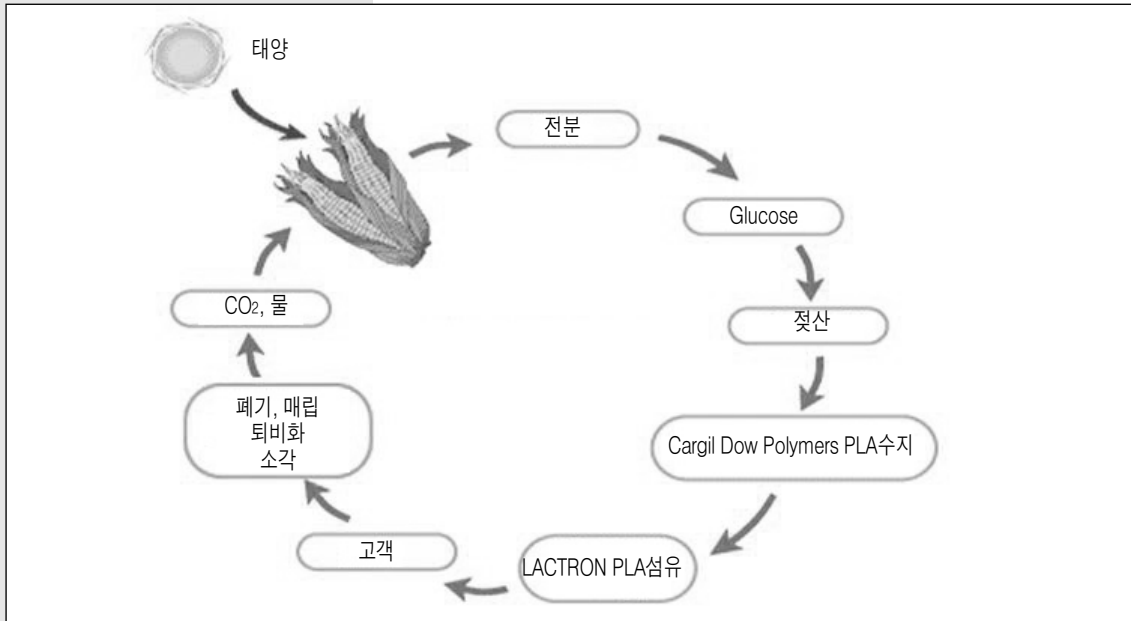 태양
전분
Glucose
젖산
Cargil Dow Polymers PLA수지
LACTRON PLA섬유
고객
폐기, 매립
퇴비화
소각
CO₂, 물